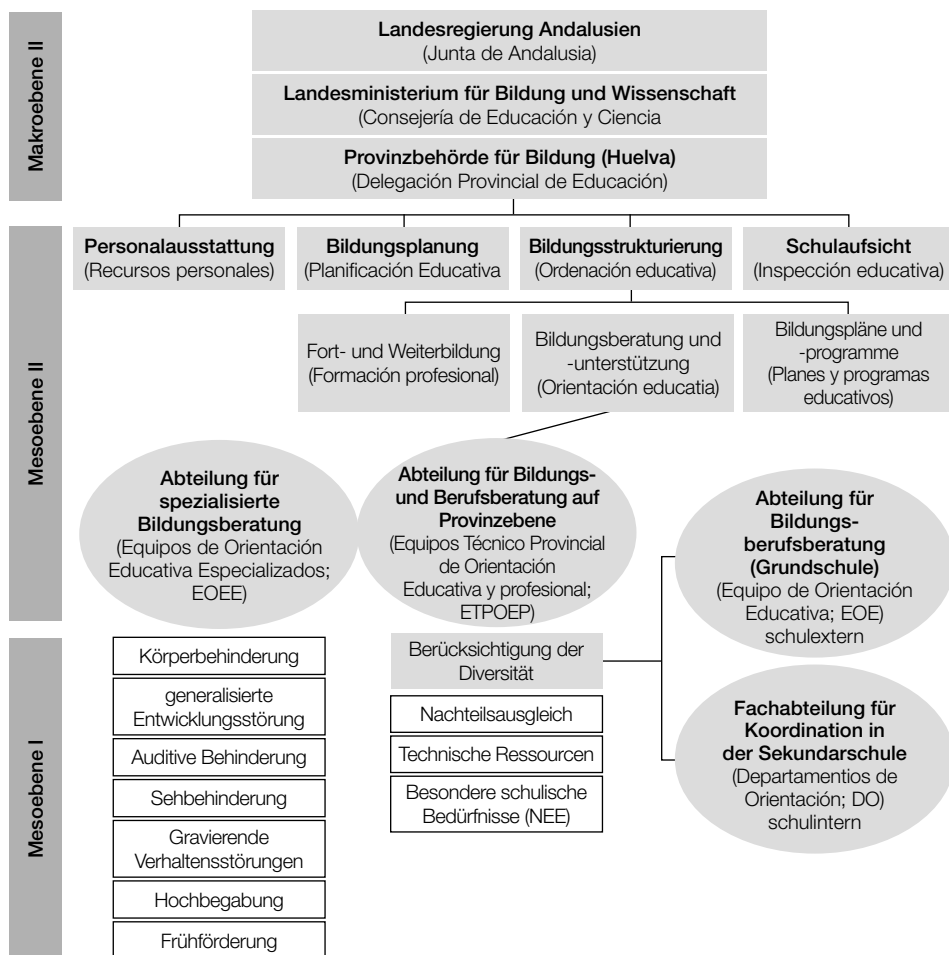 Makroebene II
Landesregierung Andalusien
(Junta de Andalusia)
Landesministerium für Bildung und Wissenschaft
(Consejería de Educación y Ciencia
Provinzbehörde für Bildung (Huelva)
(Delegación Provincial de Educación)
Mesoebene II
Personalausstattung
(Recursos personales)
Bildungsplanung
(Planificación Educativa
Bildungsstrukturierung
(Ordenación educativa)
Schulaufsicht
(Inspección educativa)
Fort- und Weiterbildung
(Formación profesional)
Bildungsberatung und
-unterstützung
(Orientación educatia)
Bildungspläne und
-programme
(Planes y programas
educativos)
Abteilung für
spezialisierte
Bildungsberatung
(Equipos de Orientación
Educativa Especializados;
EOEE)
Abteilung für Bildungs-
und Berufsberatung auf
Provinzebene
(Equipos Técnico Provincial
de Orientación
Educativa y profesional;
ETPOEP)
Abteilung für
Bildungs-
berufsberatung
(Grundschule)
(Equipo de Orientación
Educativa; EOE)
schulextern
Mesoebene I
Körperbehinderung
generalisierte
Entwicklungsstörung
Auditive Behinderung
Sehbehinderung
Gravierende
Verhaltensstörungen
Hochbegabung
Frühförderung
Berücksichtigung der
Diversität
Nachteilsausgleich
Technische Ressourcen
Besondere schulische
Bedürfnisse (NEE)
Fachabteilung für
Koordination in
der Sekundarschule
(Departamentios de
Orientación; DO)
schulintern